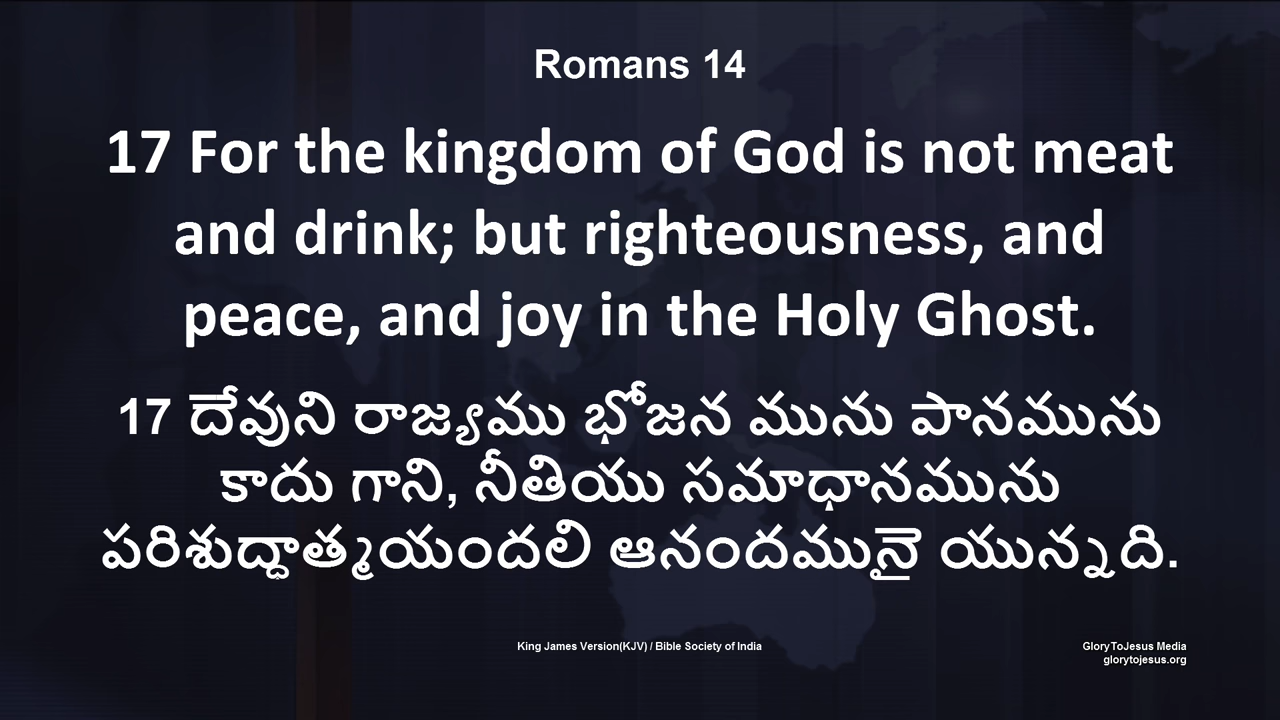 Romans 14
17 For the kingdom of God is not meat
and drink; but righteousness, and
peace, and joy in the Holy Ghost.
17 దేవుని రాజ్యము భోజన మును పానమును
కాదు గాని, నీతియు సమాధానమును
పరిశుద్ధాత్మయందలి ఆనందమునై యున్నది.
King James Version(KJV) / Bible Society of India
GloryToJesus Media
glorytojesus.org